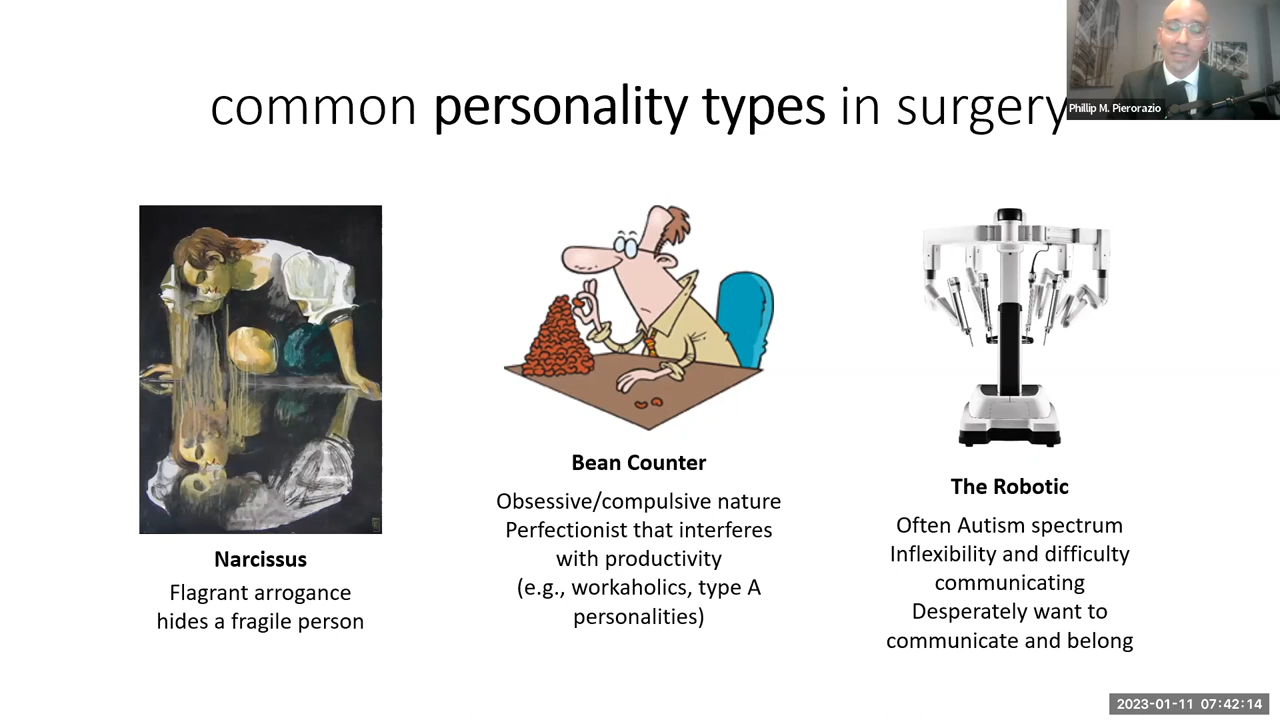 common personality types in surgery
Phillip M. Pierorazio
Narcissus
Flagrant arrogance
hides a fragile person
Bean Counter
Obsessive/compulsive nature
Perfectionist that interferes
with productivity
(e.g., workaholics, type A
personalities)
The Robotic
Often Autism spectrum
Inflexibility and difficulty
communicating
Desperately want to
communicate and belong
2023-01-11 07:42:14